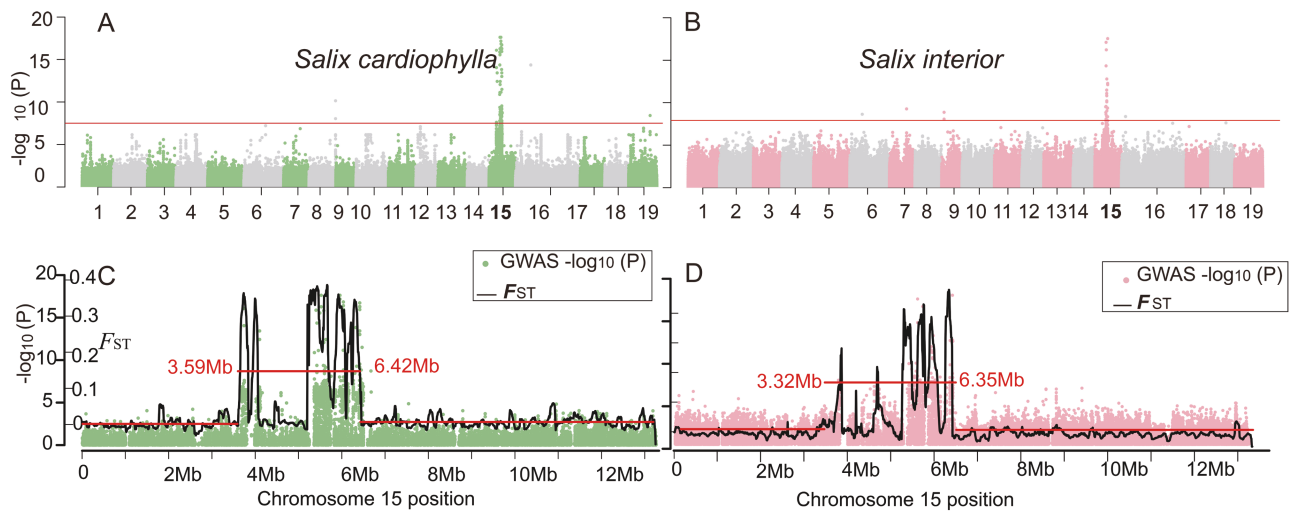 A
Salix cardiophylla
-log 10 (P)
20
15
10
5
0
1 2 3 4 5 6 7 8 9 10 11 12 13 14 15 16 17 18 19
B
Salix interior
1 2 3 4 5 6 7 8 9 10 11 12 13 14 15 16 17 18 19
C
GWAS -log10 (P)
FST
-log10 (P)
20
15
10
5
0
0.4
0.3
0.2
0.1
0
FST
3.59Mb
6.42Mb
0 2Mb 4Mb 6Mb 8Mb 10Mb 12Mb
Chromosome 15 position
D
GWAS -log10 (P)
FST
3.32Mb
6.35Mb
0 2Mb 4Mb 6Mb 8Mb 10Mb 12Mb
Chromosome 15 position